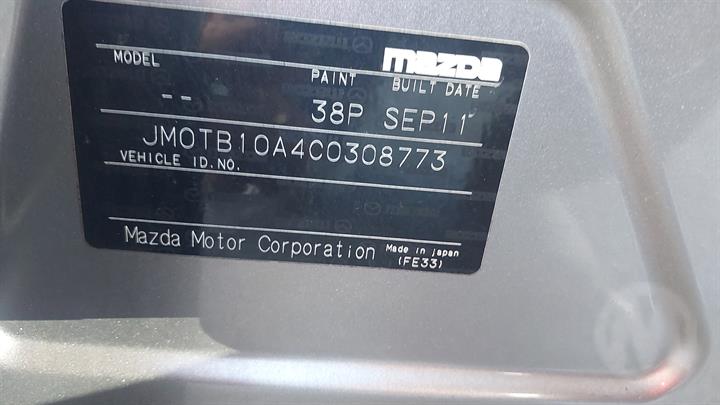 mazda
MODEL PAINT BUILT DATE
-- 38P SEP11
JM0TB10A4C0308773
VEHICLE ID.NO.
Mazda Motor Corporation Made in japan
(FE33)